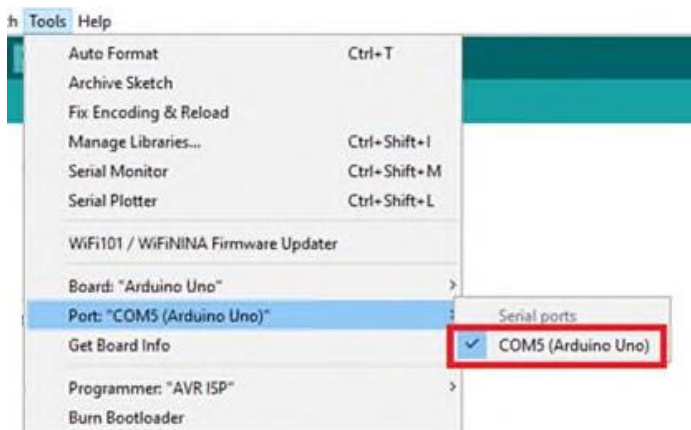 h Tools Help
Auto Format Ctrl+T
Archive Sketch
Fix Encoding & Reload
Manage Libraries... Ctrl+Shift+I
Serial Monitor Ctrl+Shift+M
Serial Plotter Ctrl+Shift+L
WiFi101 / WiFiNINA Firmware Updater
Board: "Arduino Uno"
Port: "COM5 (Arduino Uno)"
Serial ports
Get Board Info
COM5 (Arduino Uno)
Programmer: "AVR ISP"
Burn Bootloader